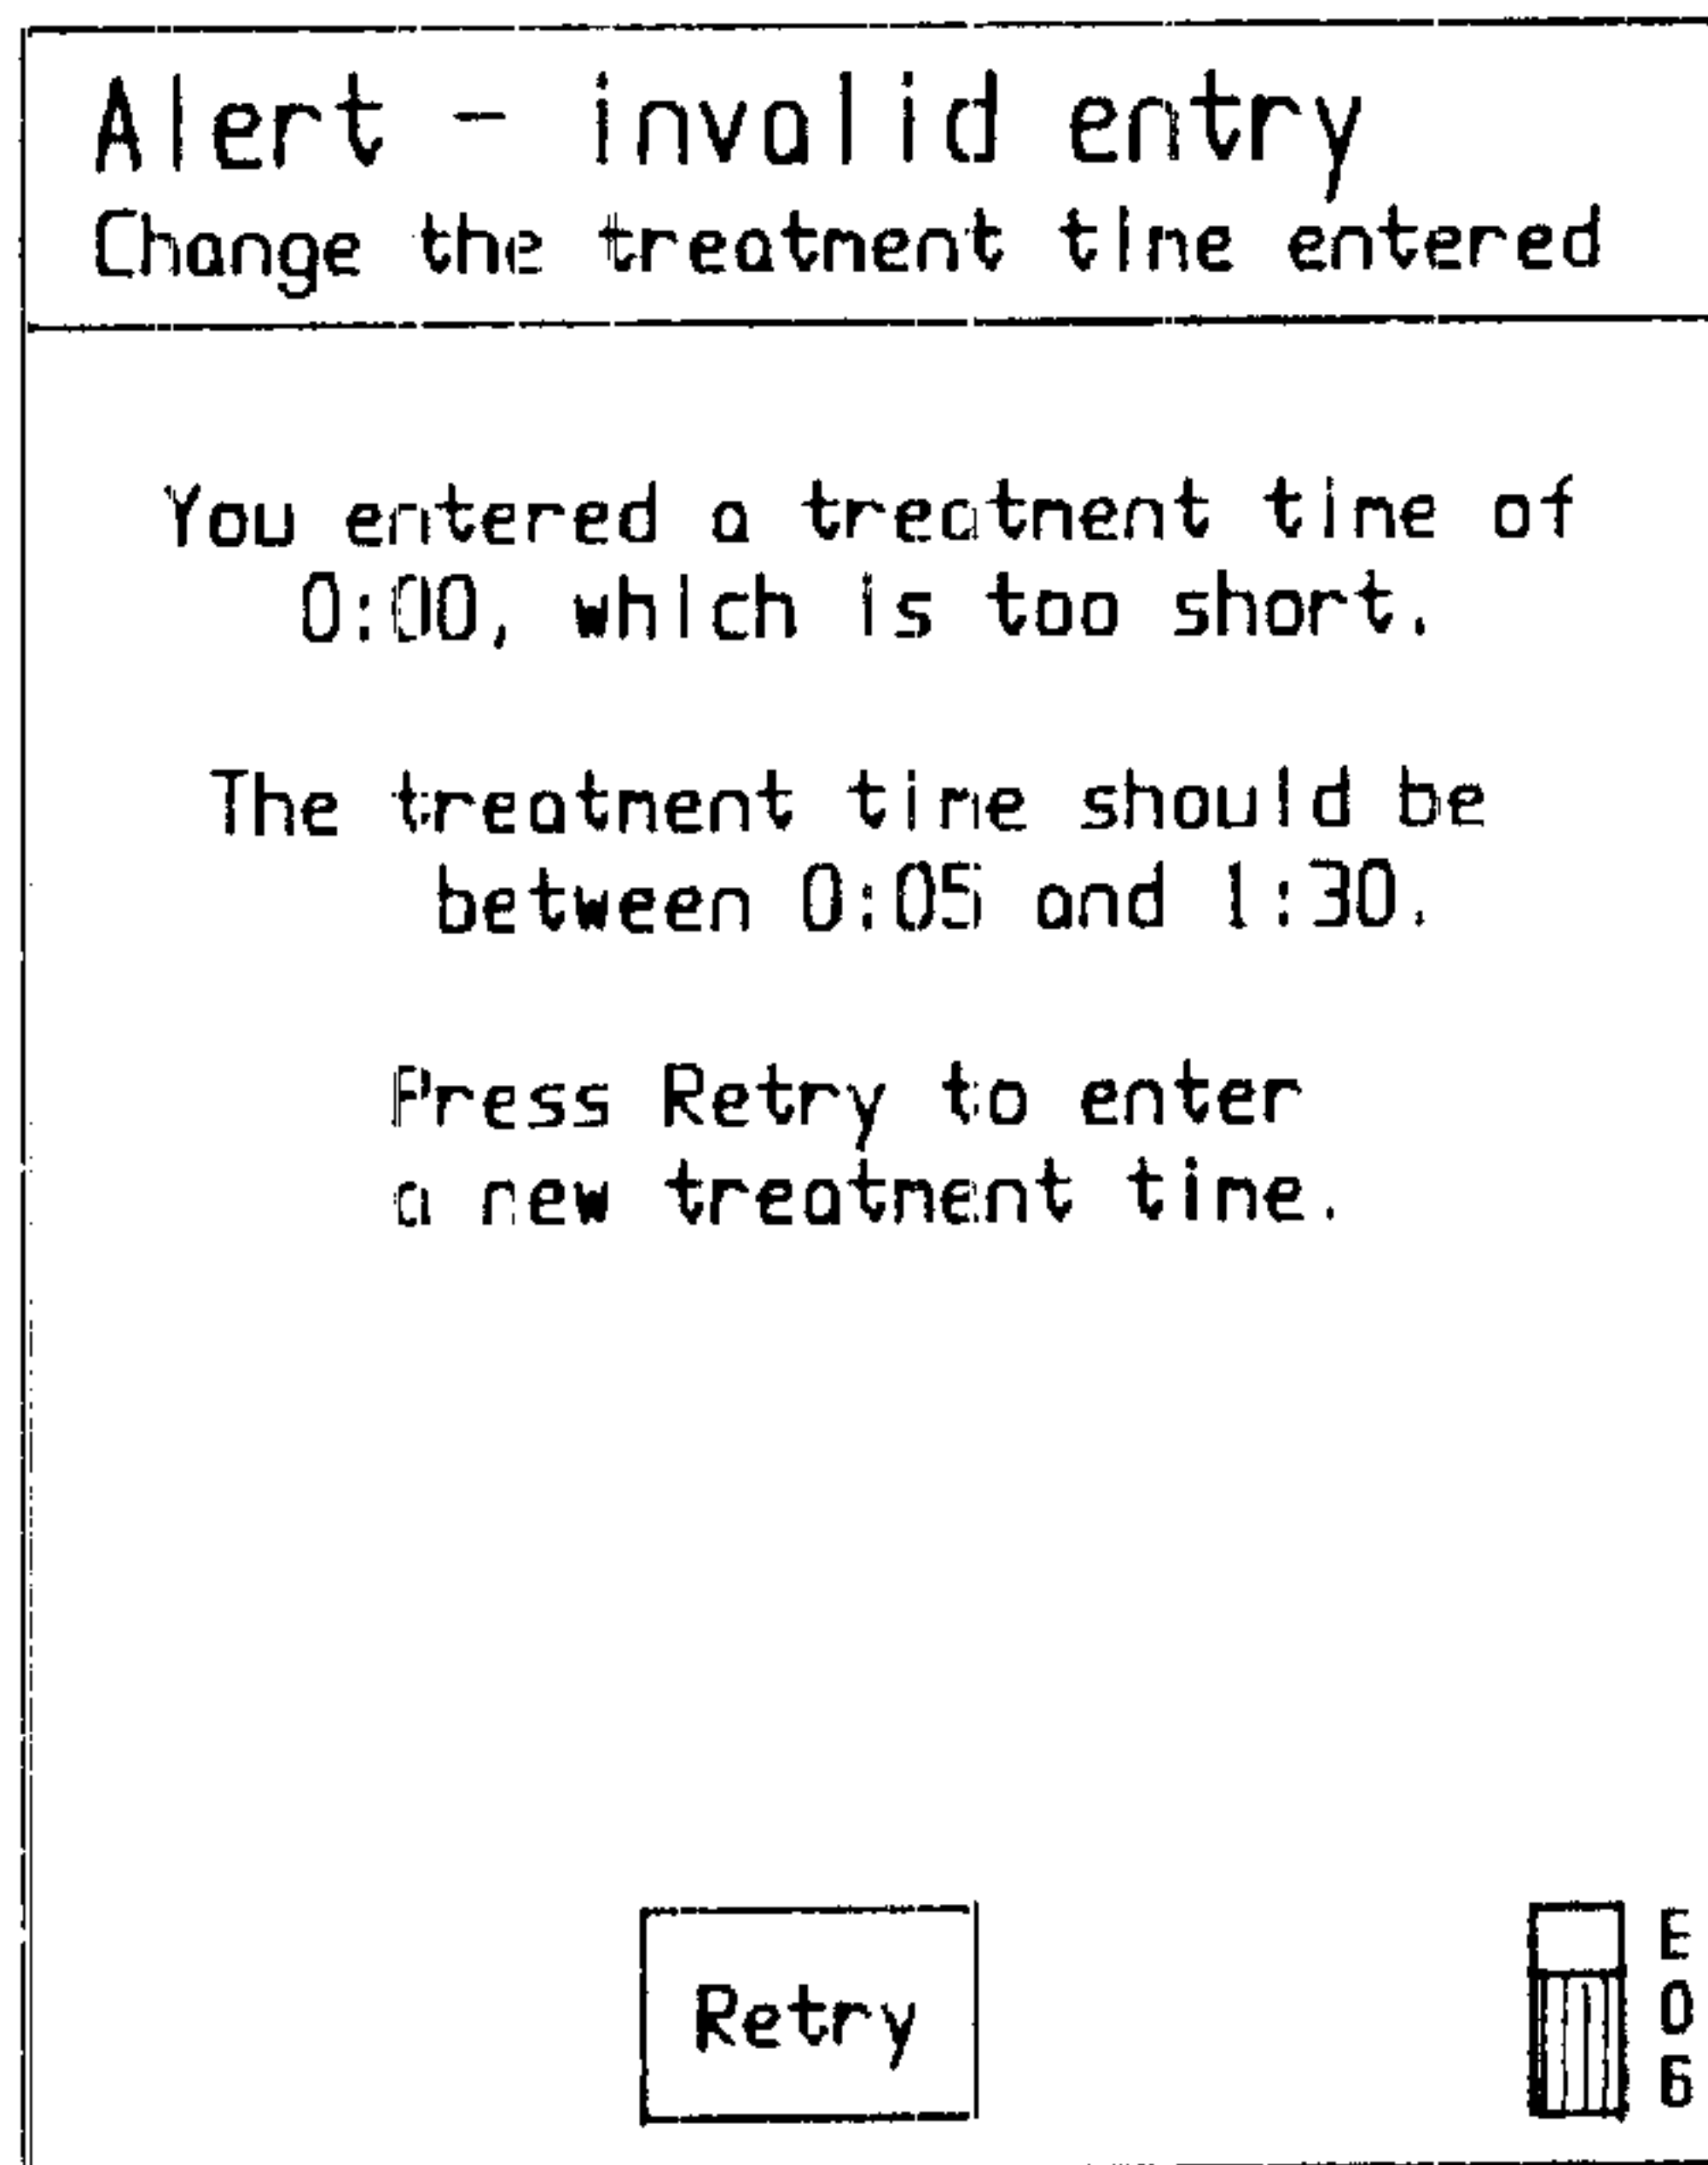 Alert - invalid entry
Change the treatment time entered
You entered a treatment time of
0:00, which is too short.
The treatment time should be
between 0:05 and 1:30.
Press Retry to enter
a new treatment time.
Retry
E
0
6